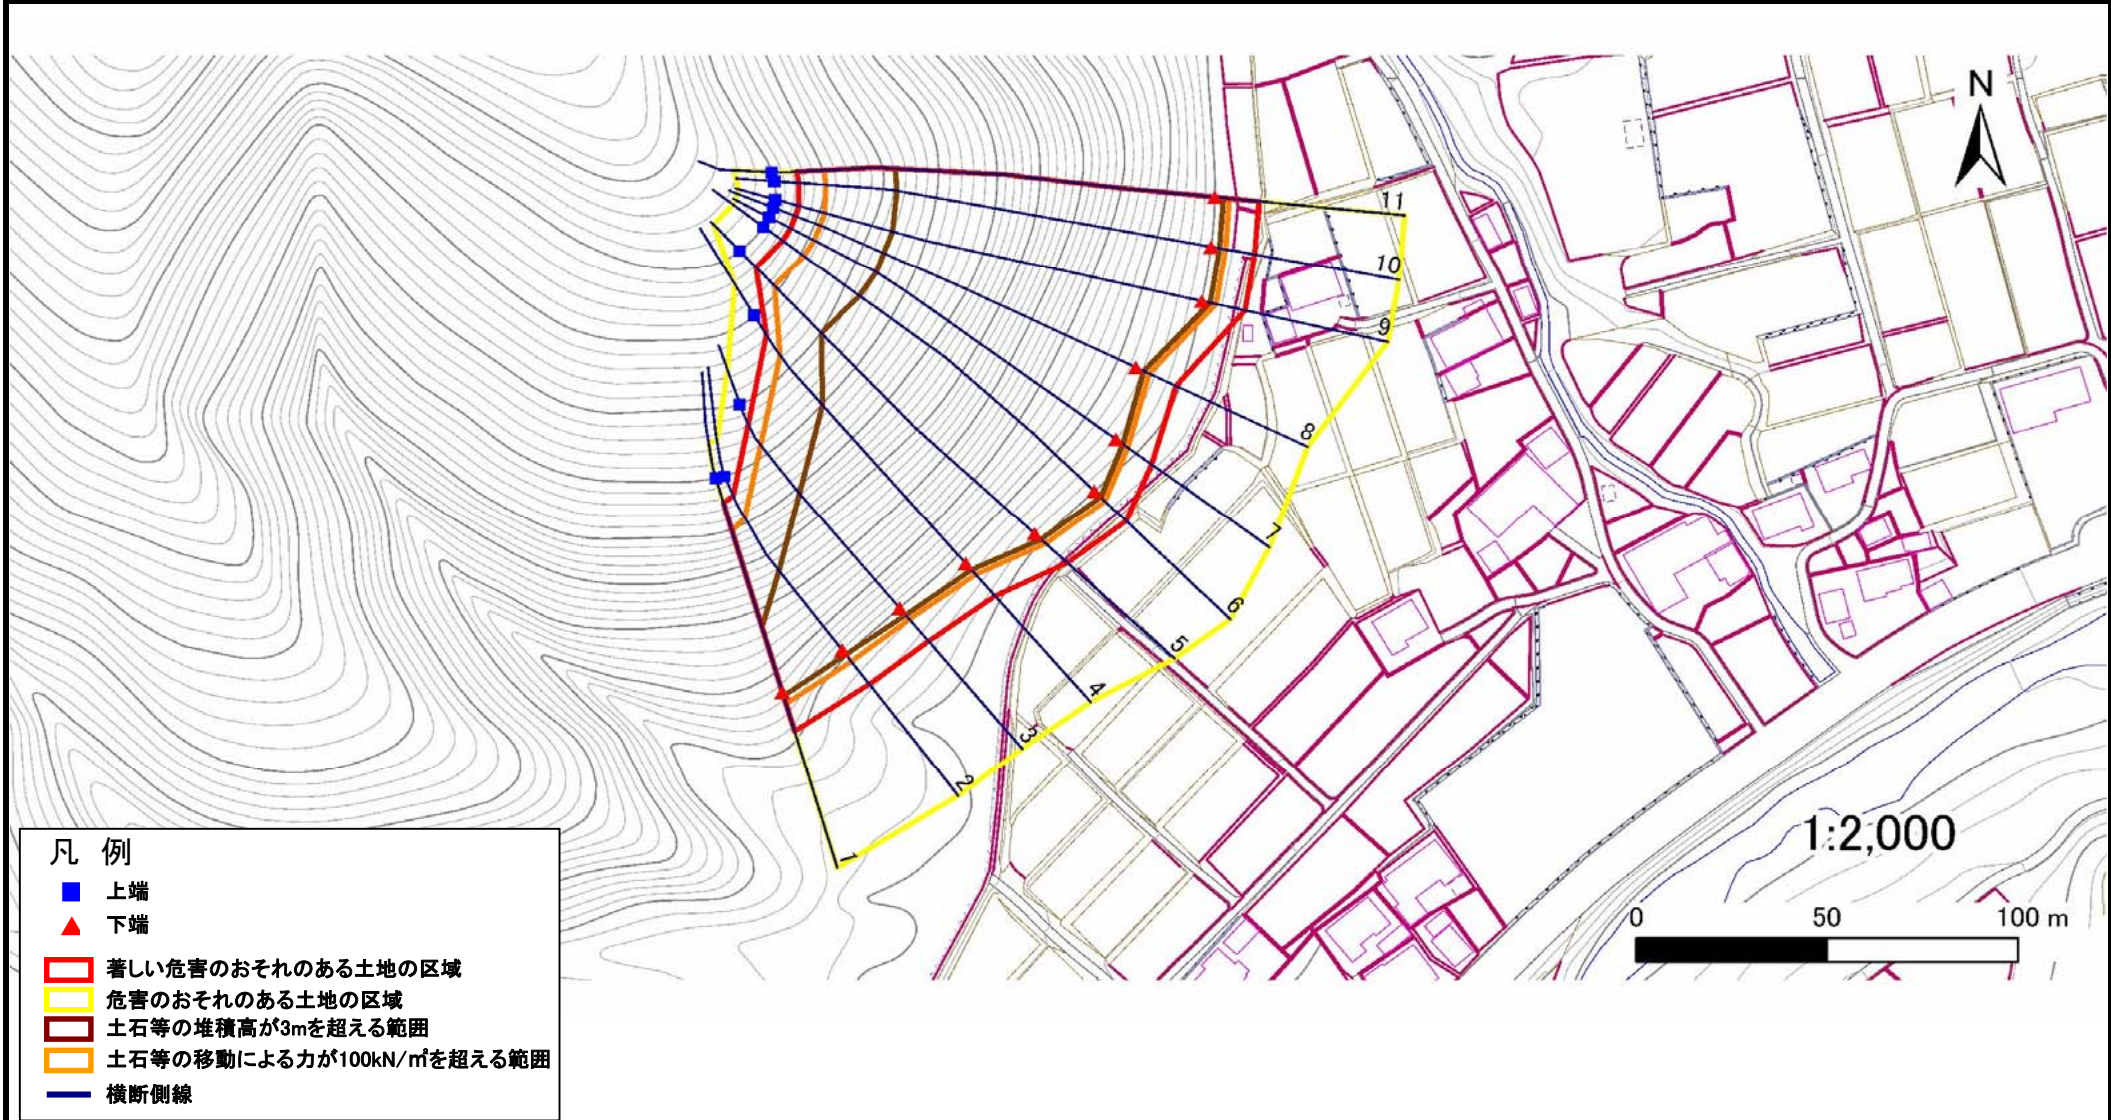 N
11
10
9
8
7
6
5
4
3
2
1
1:2,000
0 50 100 m
凡 例
上端
下端
著しい危害のおそれのある土地の区域
危害のおそれのある土地の区域
土石等の堆積高が3mを超える範囲
土石等の移動による力が100kN/㎡を超える範囲
横断側線